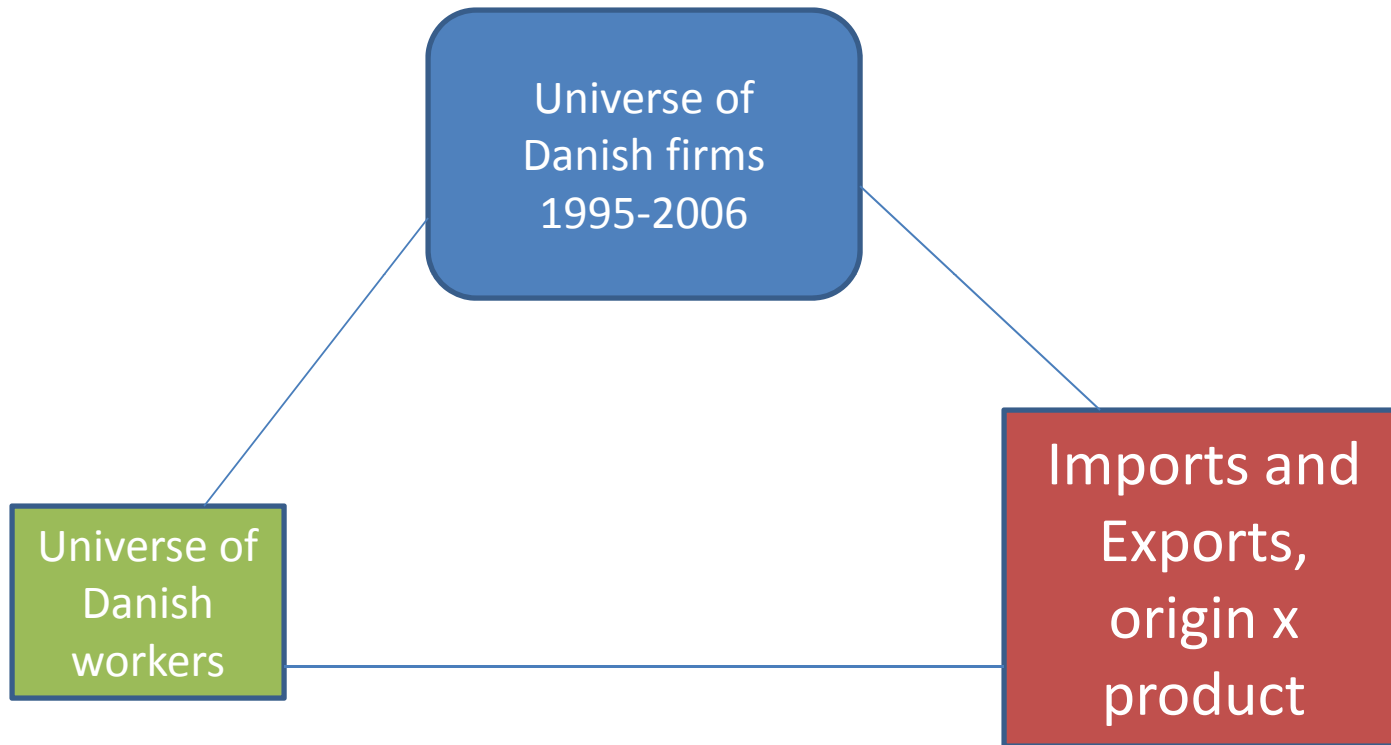 Universe of
Danish firms
1995-2006
Universe of
Danish
workers
Imports and
Exports,
origin x
product